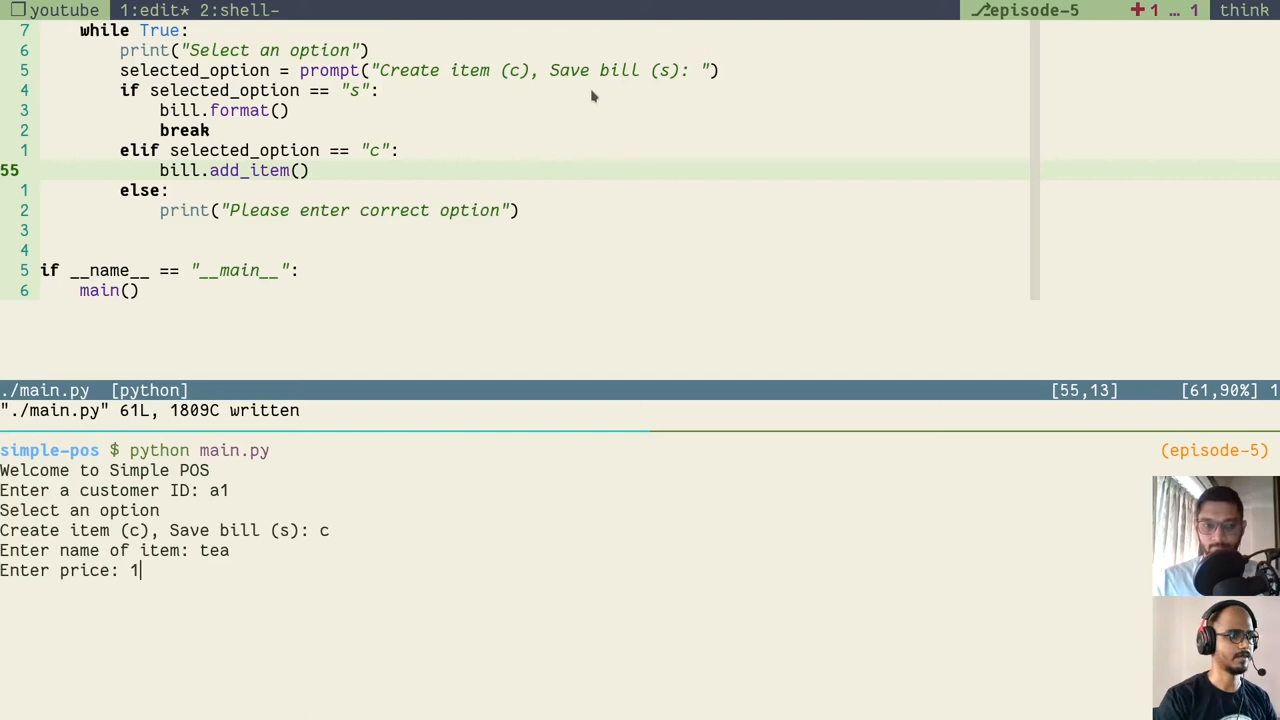 ❐ youtube 1:edit* 2:shell- ⎇episode-5 ✚1 … 1 think
7 while True:
6 print("Select an option")
5 selected_option = prompt("Create item (c), Save bill (s): ")
4 if selected_option == "s":
3 bill.format()
2 break
1 elif selected_option == "c":
55 bill.add_item()
1 else:
2 print("Please enter correct option")
3
4
5 if __name__ == "__main__":
6 main()
./main.py [python] [55,13] [61,90%] 1
"./main.py" 61L, 1809C written
simple-pos $ python main.py (episode-5)
Welcome to Simple POS
Enter a customer ID: a1
Select an option
Create item (c), Save bill (s): c
Enter name of item: tea
Enter price: 1